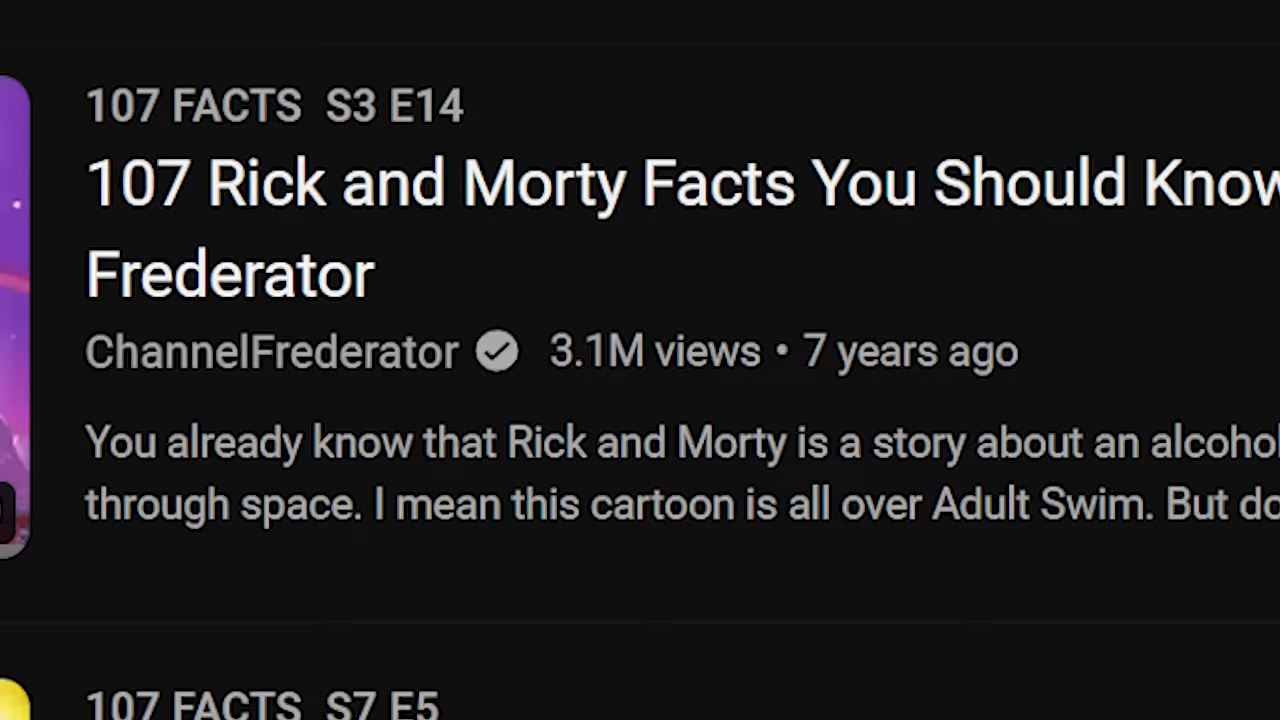 107 FACTS S3 E14
107 Rick and Morty Facts You Should Know
Frederator
ChannelFrederator 3.1M views • 7 years ago
You already know that Rick and Morty is a story about an alcohol
through space. I mean this cartoon is all over Adult Swim. But do
107 FACTS S7 E5